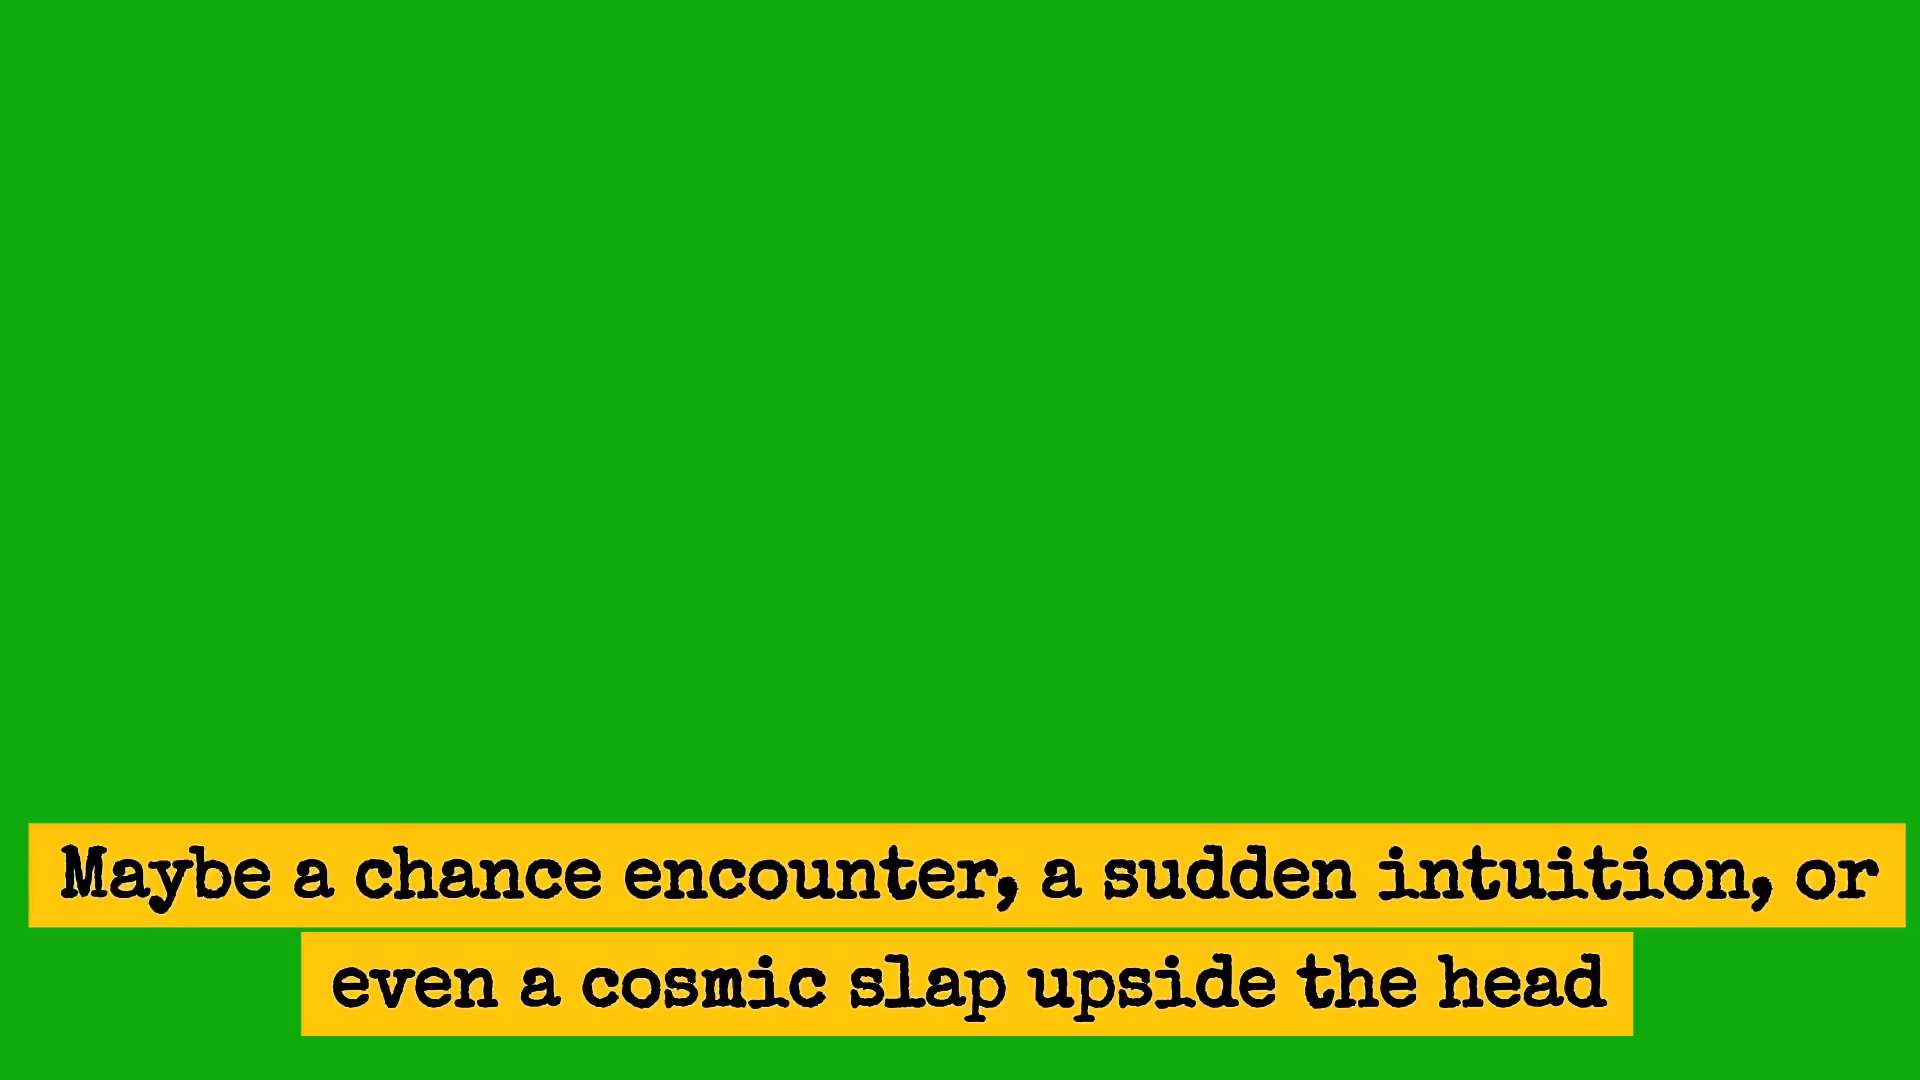 Maybe a chance encounter, a sudden intuition, or
even a cosmic slap upside the head